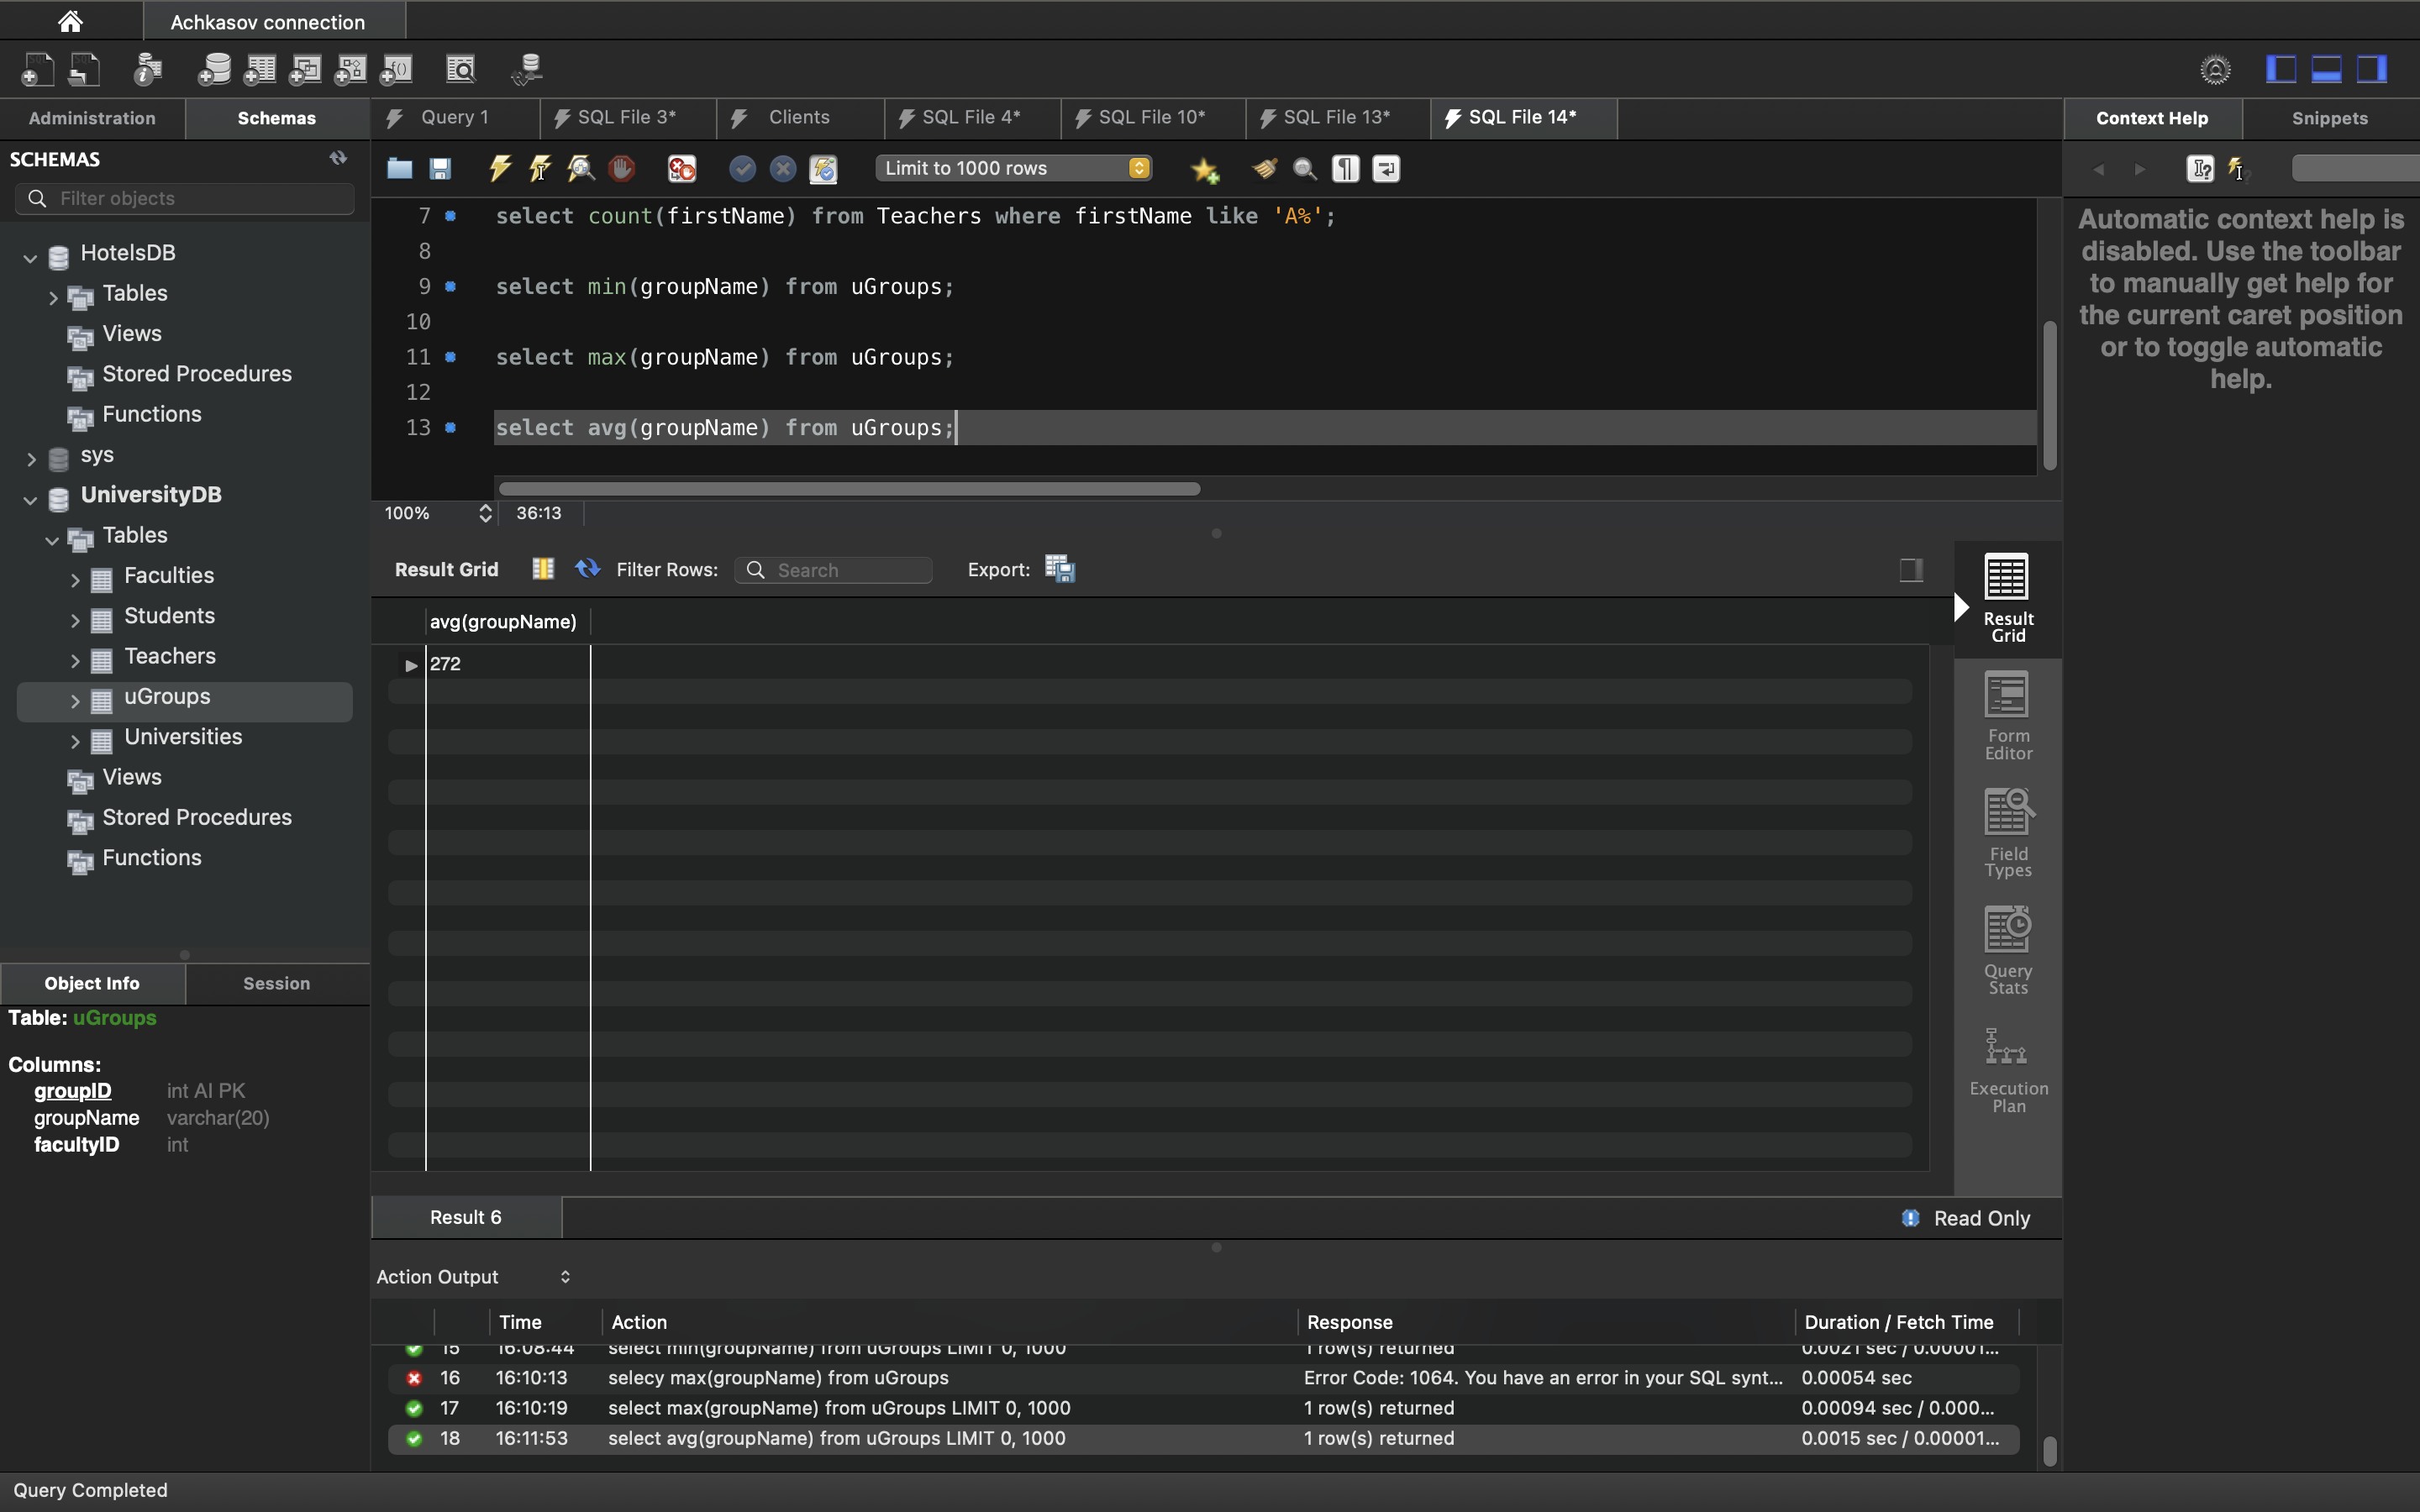 Achkasov connection
Administration
Schemas
SCHEMAS
Filter objects
HotelsDB
Tables
Views
Stored Procedures
Functions
sys
UniversityDB
Tables
Faculties
Students
Teachers
uGroups
Universities
Views
Stored Procedures
Functions
Object Info
Session
Table: uGroups
Columns:
groupID int AI PK
groupName varchar(20)
facultyID int
Query 1
SQL File 3*
Clients
SQL File 4*
SQL File 10*
SQL File 13*
SQL File 14*
Limit to 1000 rows
7 select count(firstName) from Teachers where firstName like 'A%';
8
9 select min(groupName) from uGroups;
10
11 select max(groupName) from uGroups;
12
13 select avg(groupName) from uGroups;
100% 36:13
Result Grid Filter Rows: Search Export:
avg(groupName)
272
Result
Grid
Form
Editor
Field
Types
Query
Stats
Execution
Plan
Result 6
Read Only
Action Output
Time Action Response Duration / Fetch Time
15 16:08:44 select min(groupName) from uGroups LIMIT 0, 1000 1 row(s) returned 0.0021 sec / 0.00001...
16 16:10:13 selecy max(groupName) from uGroups Error Code: 1064. You have an error in your SQL synt... 0.00054 sec
17 16:10:19 select max(groupName) from uGroups LIMIT 0, 1000 1 row(s) returned 0.00094 sec / 0.000...
18 16:11:53 select avg(groupName) from uGroups LIMIT 0, 1000 1 row(s) returned 0.0015 sec / 0.00001...
Context Help
Snippets
Automatic context help is
disabled. Use the toolbar
to manually get help for
the current caret position
or to toggle automatic
help.
Query Completed